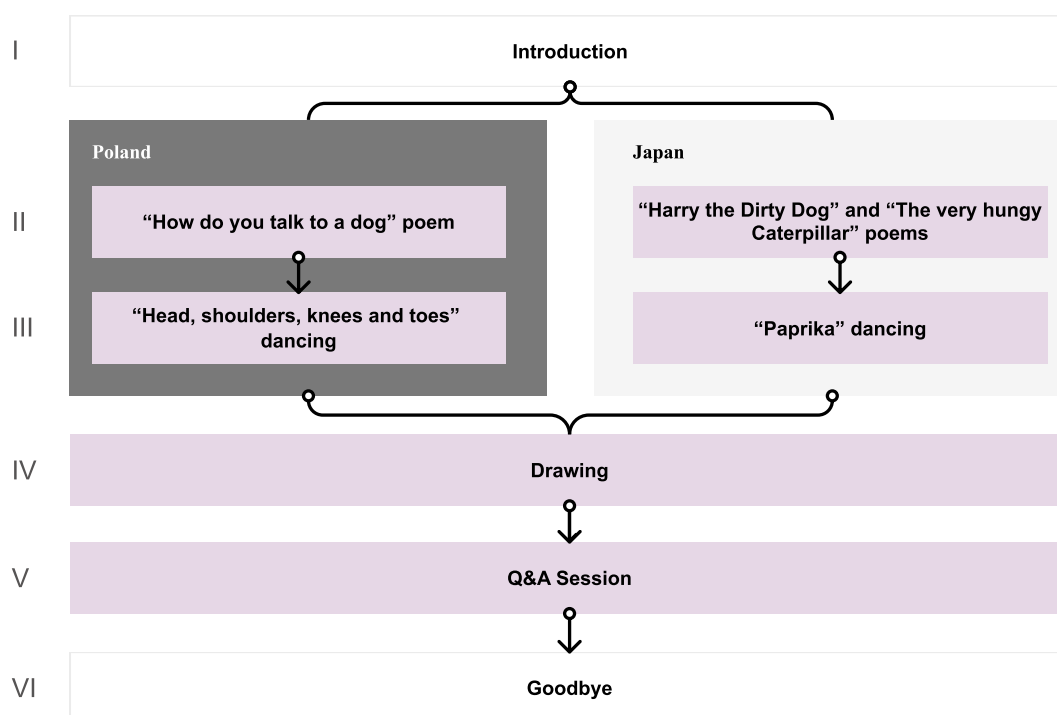 I
Introduction
Poland
Japan
II
“How do you talk to a dog” poem
“Harry the Dirty Dog” and “The very hungy
Caterpillar” poems
III
“Head, shoulders, knees and toes”
dancing
“Paprika” dancing
IV
Drawing
V
Q&A Session
VI
Goodbye